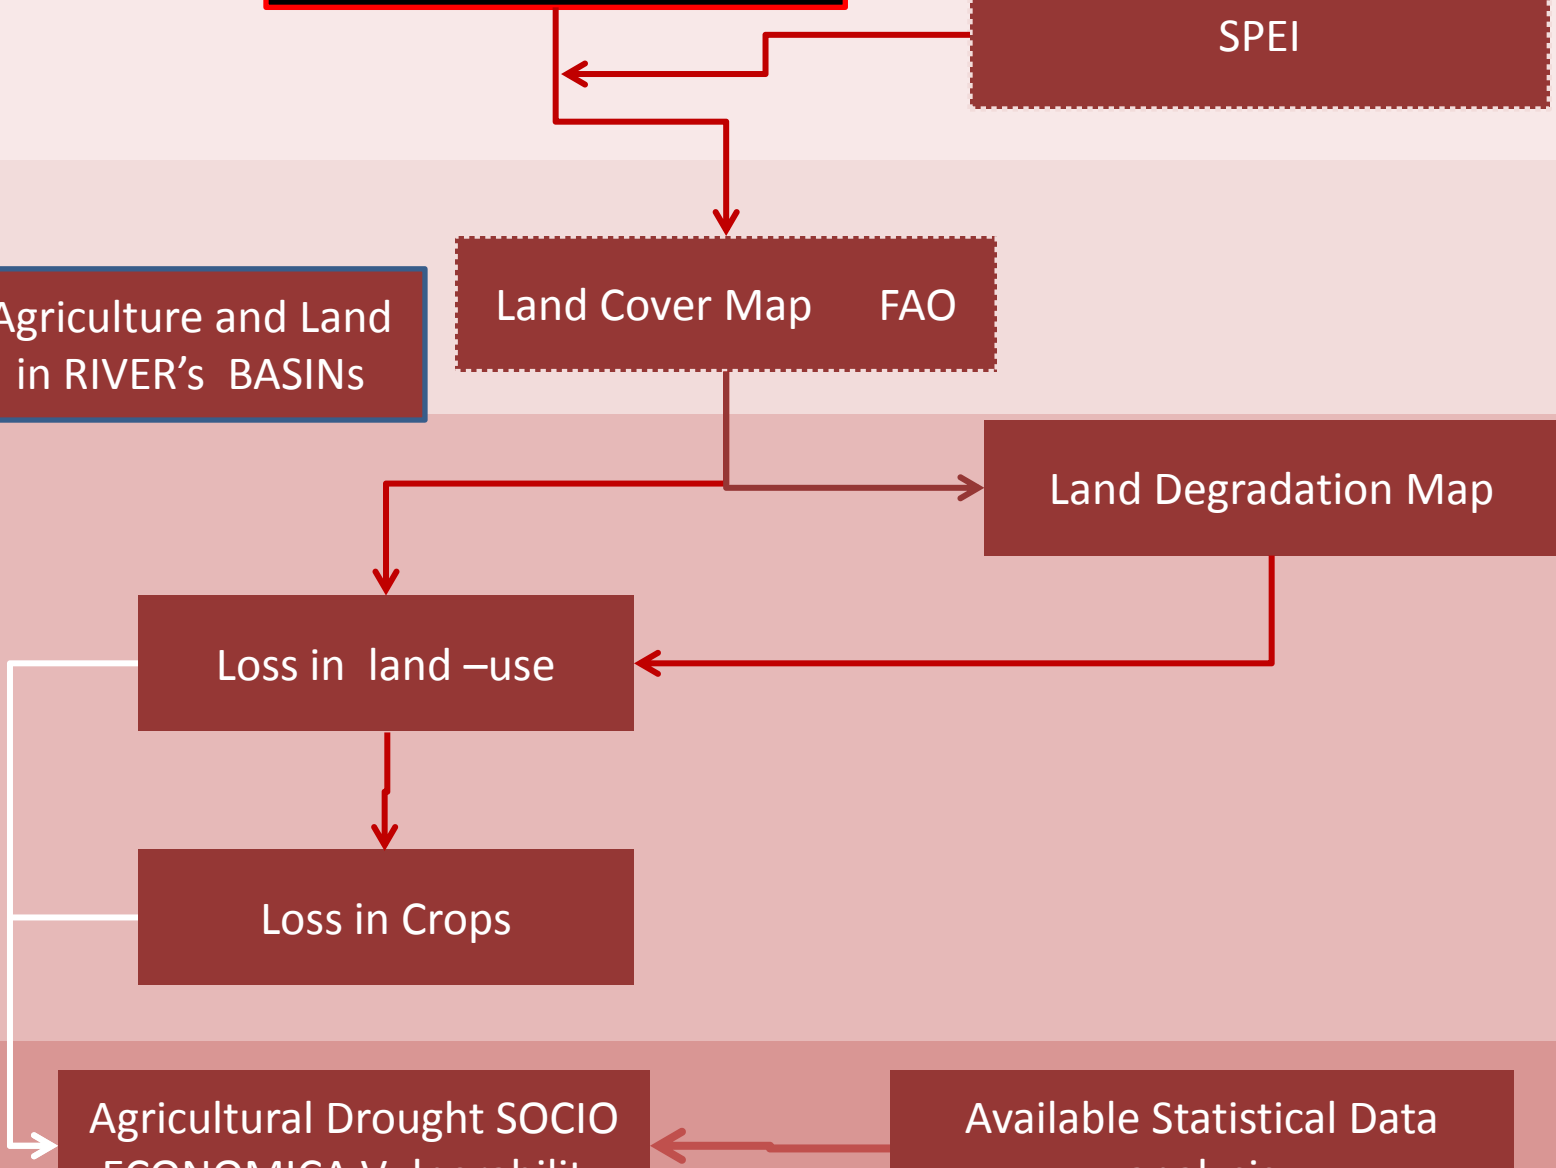 SPEI
Land Cover Map FAO
Agriculture and Land
in RIVER’s BASINs
Land Degradation Map
Loss in land –use
Loss in Crops
Agricultural Drought SOCIO
Available Statistical Data